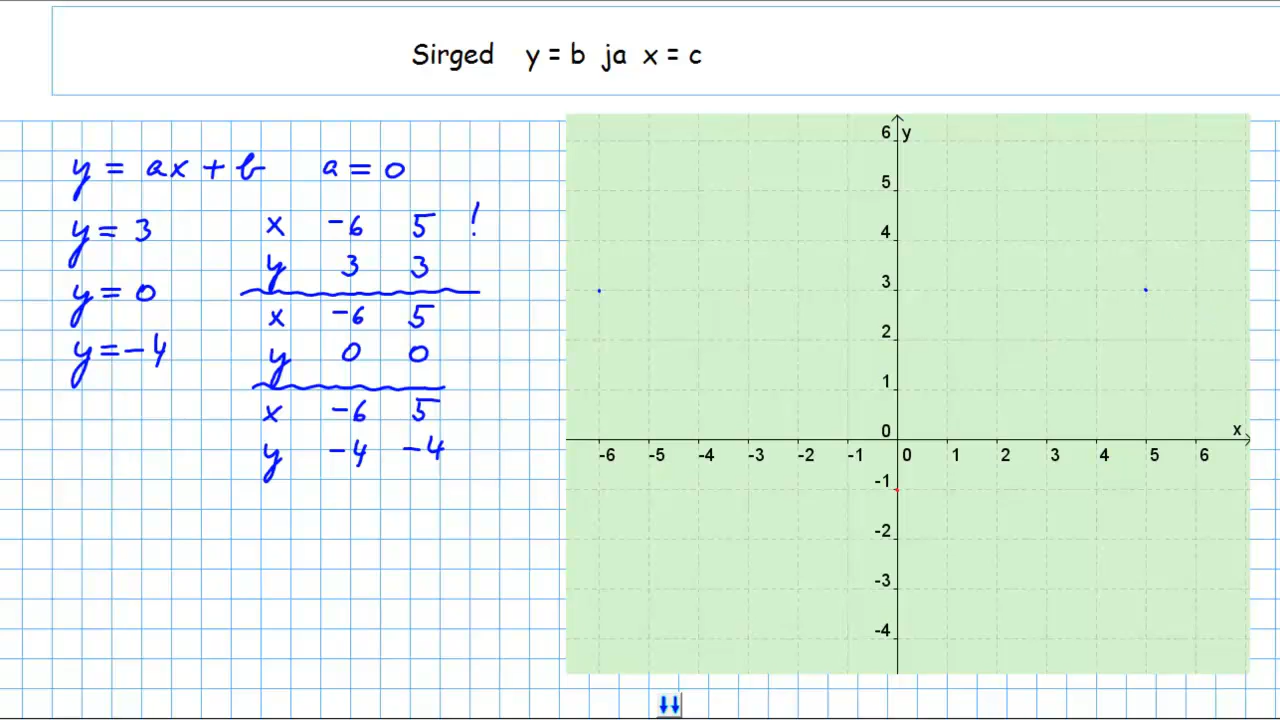 Sirged y = b ja x = c
y = ax + b a = 0
y = 3
y = 0
y = -4
x -6 5 !
y 3 3
x -6 5
y 0 0
x -6 5
y -4 -4
y
6
5
4
3
2
1
0
-1
-2
-3
-4
x
-6 -5 -4 -3 -2 -1 0 1 2 3 4 5 6